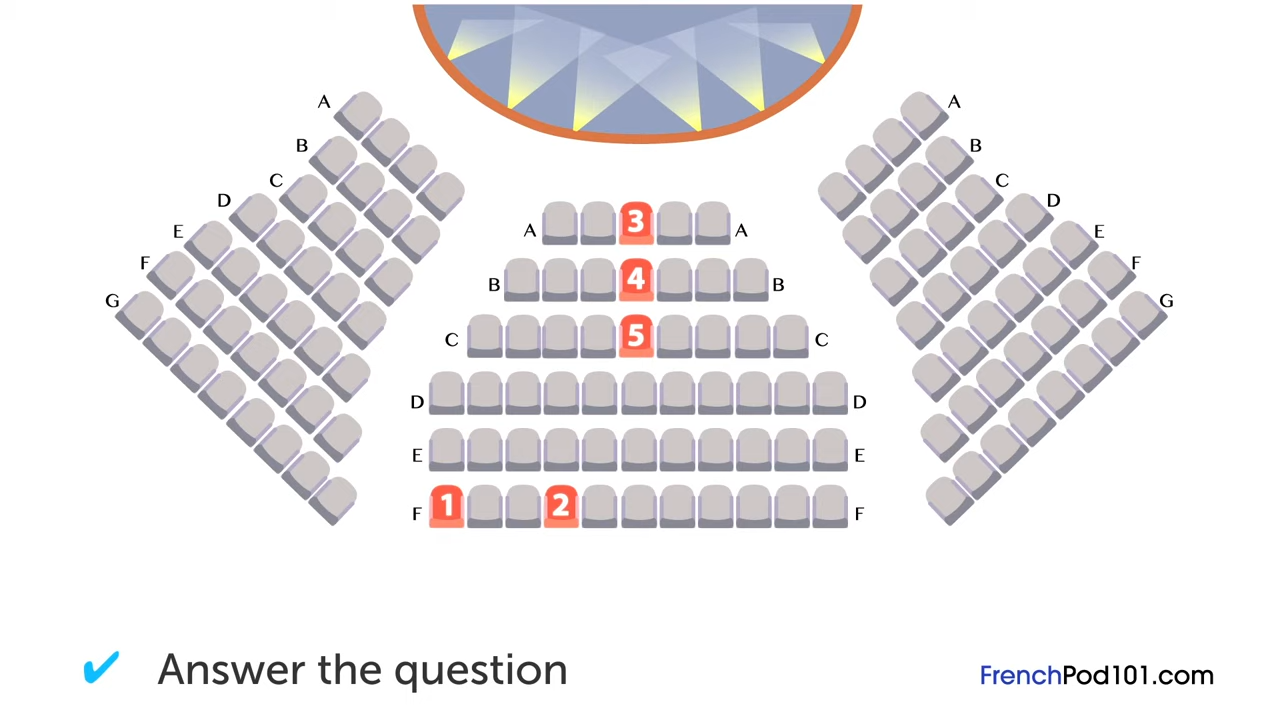 A
B
C
D
E
F
G
A
B
C
D
E
F
G
A 3 A
B 4 B
C 5 C
D D
E E
F 1 2 F
✔ Answer the question
FrenchPod101.com